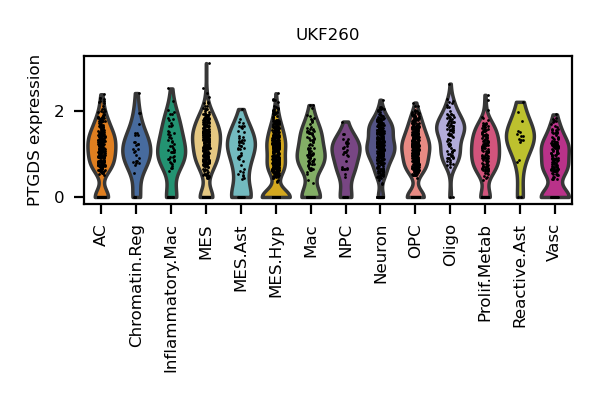 UKF260
PTGDS expression
2
0
AC
Chromatin.Reg
Inflammatory.Mac
MES
MES.Ast
MES.Hyp
Mac
NPC
Neuron
OPC
Oligo
Prolif.Metab
Reactive.Ast
Vasc